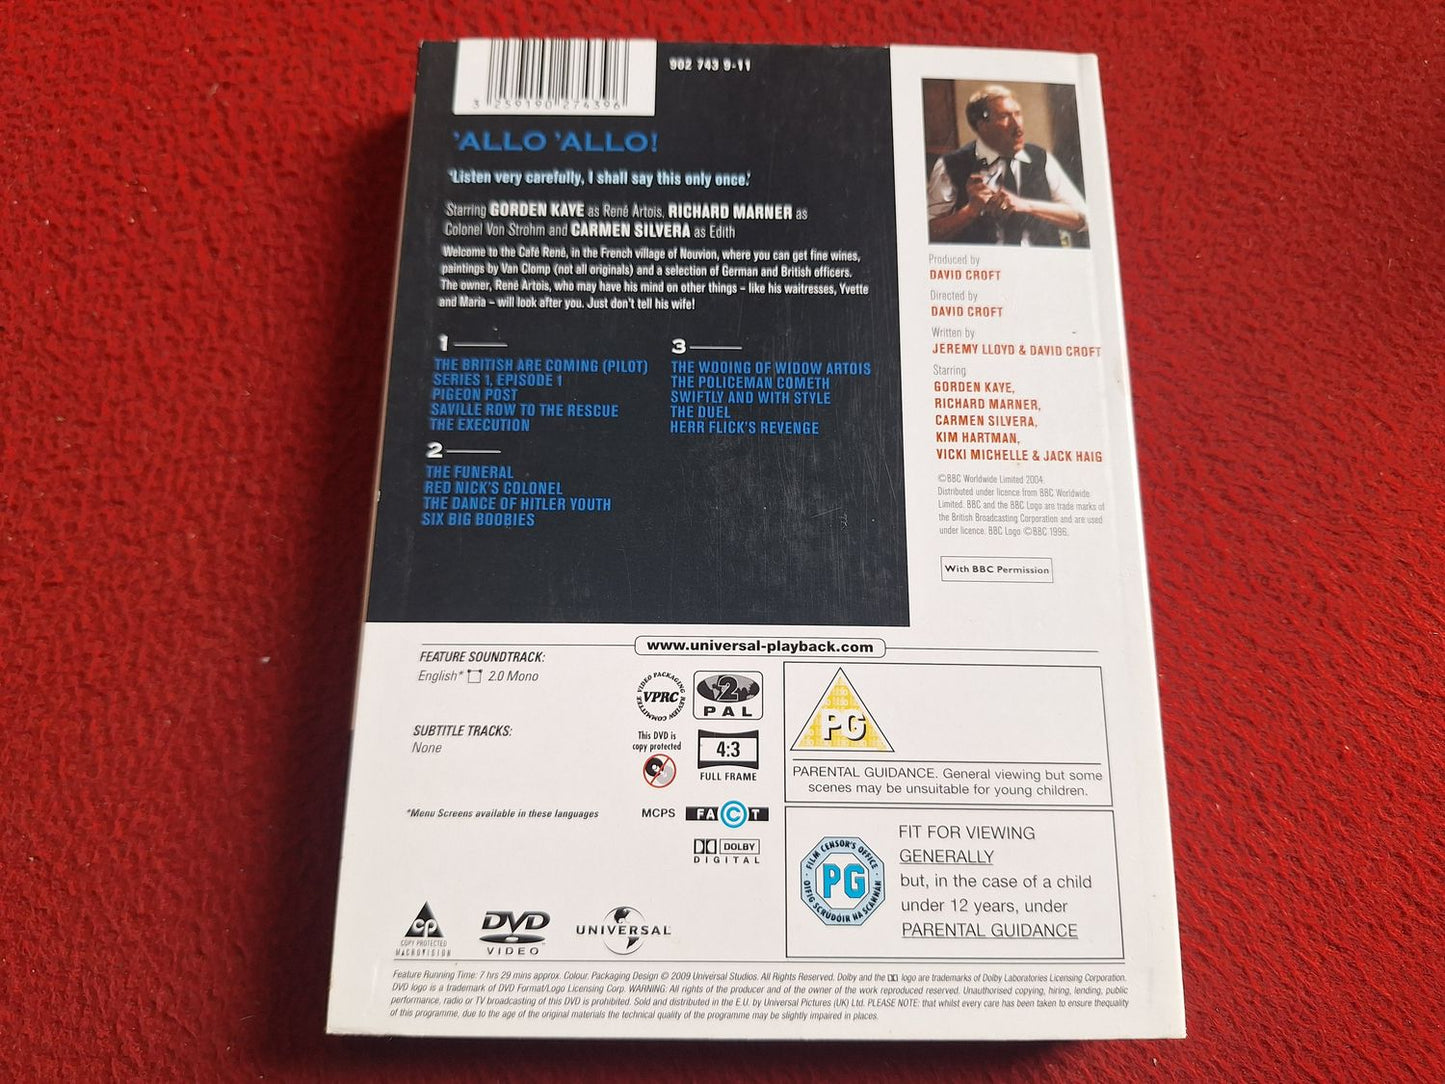 902 743 9-11
3 259190 274396
'ALLO 'ALLO!
'Listen very carefully, I shall say this only once.'
Starring GORDEN KAYE as René Artois, RICHARD MARNER as
Colonel Von Strohm and CARMEN SILVERA as Edith
Welcome to the Café René, in the French village of Nouvion, where you can get fine wines,
paintings by Van Clomp (not all originals) and a selection of German and British officers.
The owner, René Artois, who may have his mind on other things – like his waitresses, Yvette
and Maria – will look after you. Just don't tell his wife!
1
THE BRITISH ARE COMING (PILOT)
SERIES 1, EPISODE 1
PIGEON POST
SAVILLE ROW TO THE RESCUE
THE EXECUTION
2
THE FUNERAL
RED NICK'S COLONEL
THE DANCE OF HITLER YOUTH
SIX BIG BOOBIES
3
THE WOOING OF WIDOW ARTOIS
THE POLICEMAN COMETH
SWIFTLY AND WITH STYLE
THE DUEL
HERR FLICK'S REVENGE
Produced by
DAVID CROFT
Directed by
DAVID CROFT
Written by
JEREMY LLOYD & DAVID CROFT
Starring
GORDEN KAYE,
RICHARD MARNER,
CARMEN SILVERA,
KIM HARTMAN,
VICKI MICHELLE & JACK HAIG
©BBC Worldwide Limited 2004.
Distributed under licence from BBC Worldwide
Limited. BBC and the BBC Logo are trade marks of
the British Broadcasting Corporation and are used
under licence. BBC Logo ©BBC 1996.
With BBC Permission
www.universal-playback.com
FEATURE SOUNDTRACK:
English* 2.0 Mono
SUBTITLE TRACKS:
None
*Menu Screens available in these languages
VIDEO PACKAGING REVIEW COMMITTEE
VPRC
2
PAL
This DVD is
copy protected
4:3
FULL FRAME
MCPS
FACT
DOLBY
DIGITAL
PG
PARENTAL GUIDANCE. General viewing but some
scenes may be unsuitable for young children.
FILM CENSOR'S OFFICE
PG
OIFIG SCRÚDÓIR NA SCANNÁN
FIT FOR VIEWING
GENERALLY
but, in the case of a child
under 12 years, under
PARENTAL GUIDANCE
cp
COPY PROTECTED
MACROVISION
DVD
VIDEO
UNIVERSAL
Feature Running Time: 7 hrs 29 mins approx. Colour. Packaging Design © 2009 Universal Studios. All Rights Reserved. Dolby and the logo are trademarks of Dolby Laboratories Licensing Corporation.
DVD logo is a trademark of DVD Format/Logo Licensing Corp. WARNING: All rights of the producer and of the owner of the work reproduced reserved. Unauthorised copying, hiring, lending, public
performance, radio or TV broadcasting of this DVD is prohibited. Sold and distributed in the E.U. by Universal Pictures (UK) Ltd. PLEASE NOTE: that whilst every care has been taken to ensure thequality
of this programme, due to the age of the original materials the technical quality of the programme may be slightly impaired in places.